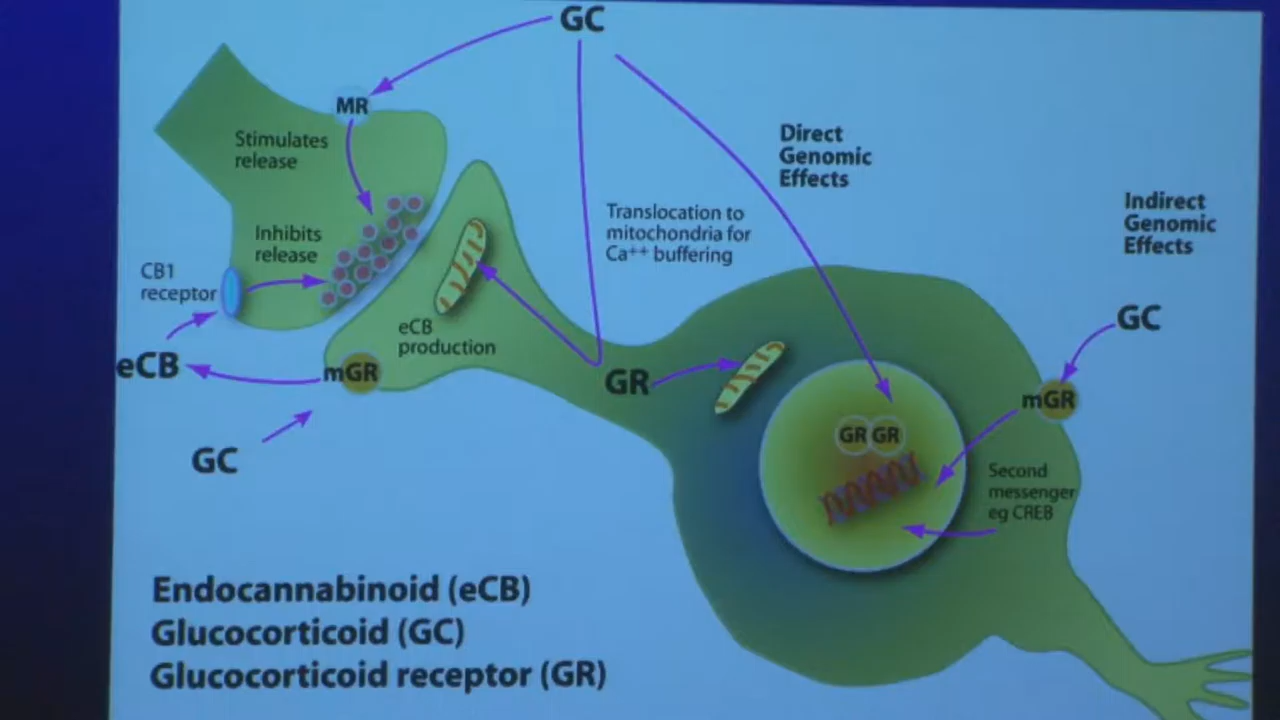 GC
MR
Stimulates
release
Direct
Genomic
Effects
Indirect
Genomic
Effects
Translocation to
mitochondria for
Ca++ buffering
Inhibits
release
CB1
receptor
eCB
production
GC
eCB
mGR
GR
mGR
GR GR
GC
Second
messenger
eg CREB
Endocannabinoid (eCB)
Glucocorticoid (GC)
Glucocorticoid receptor (GR)